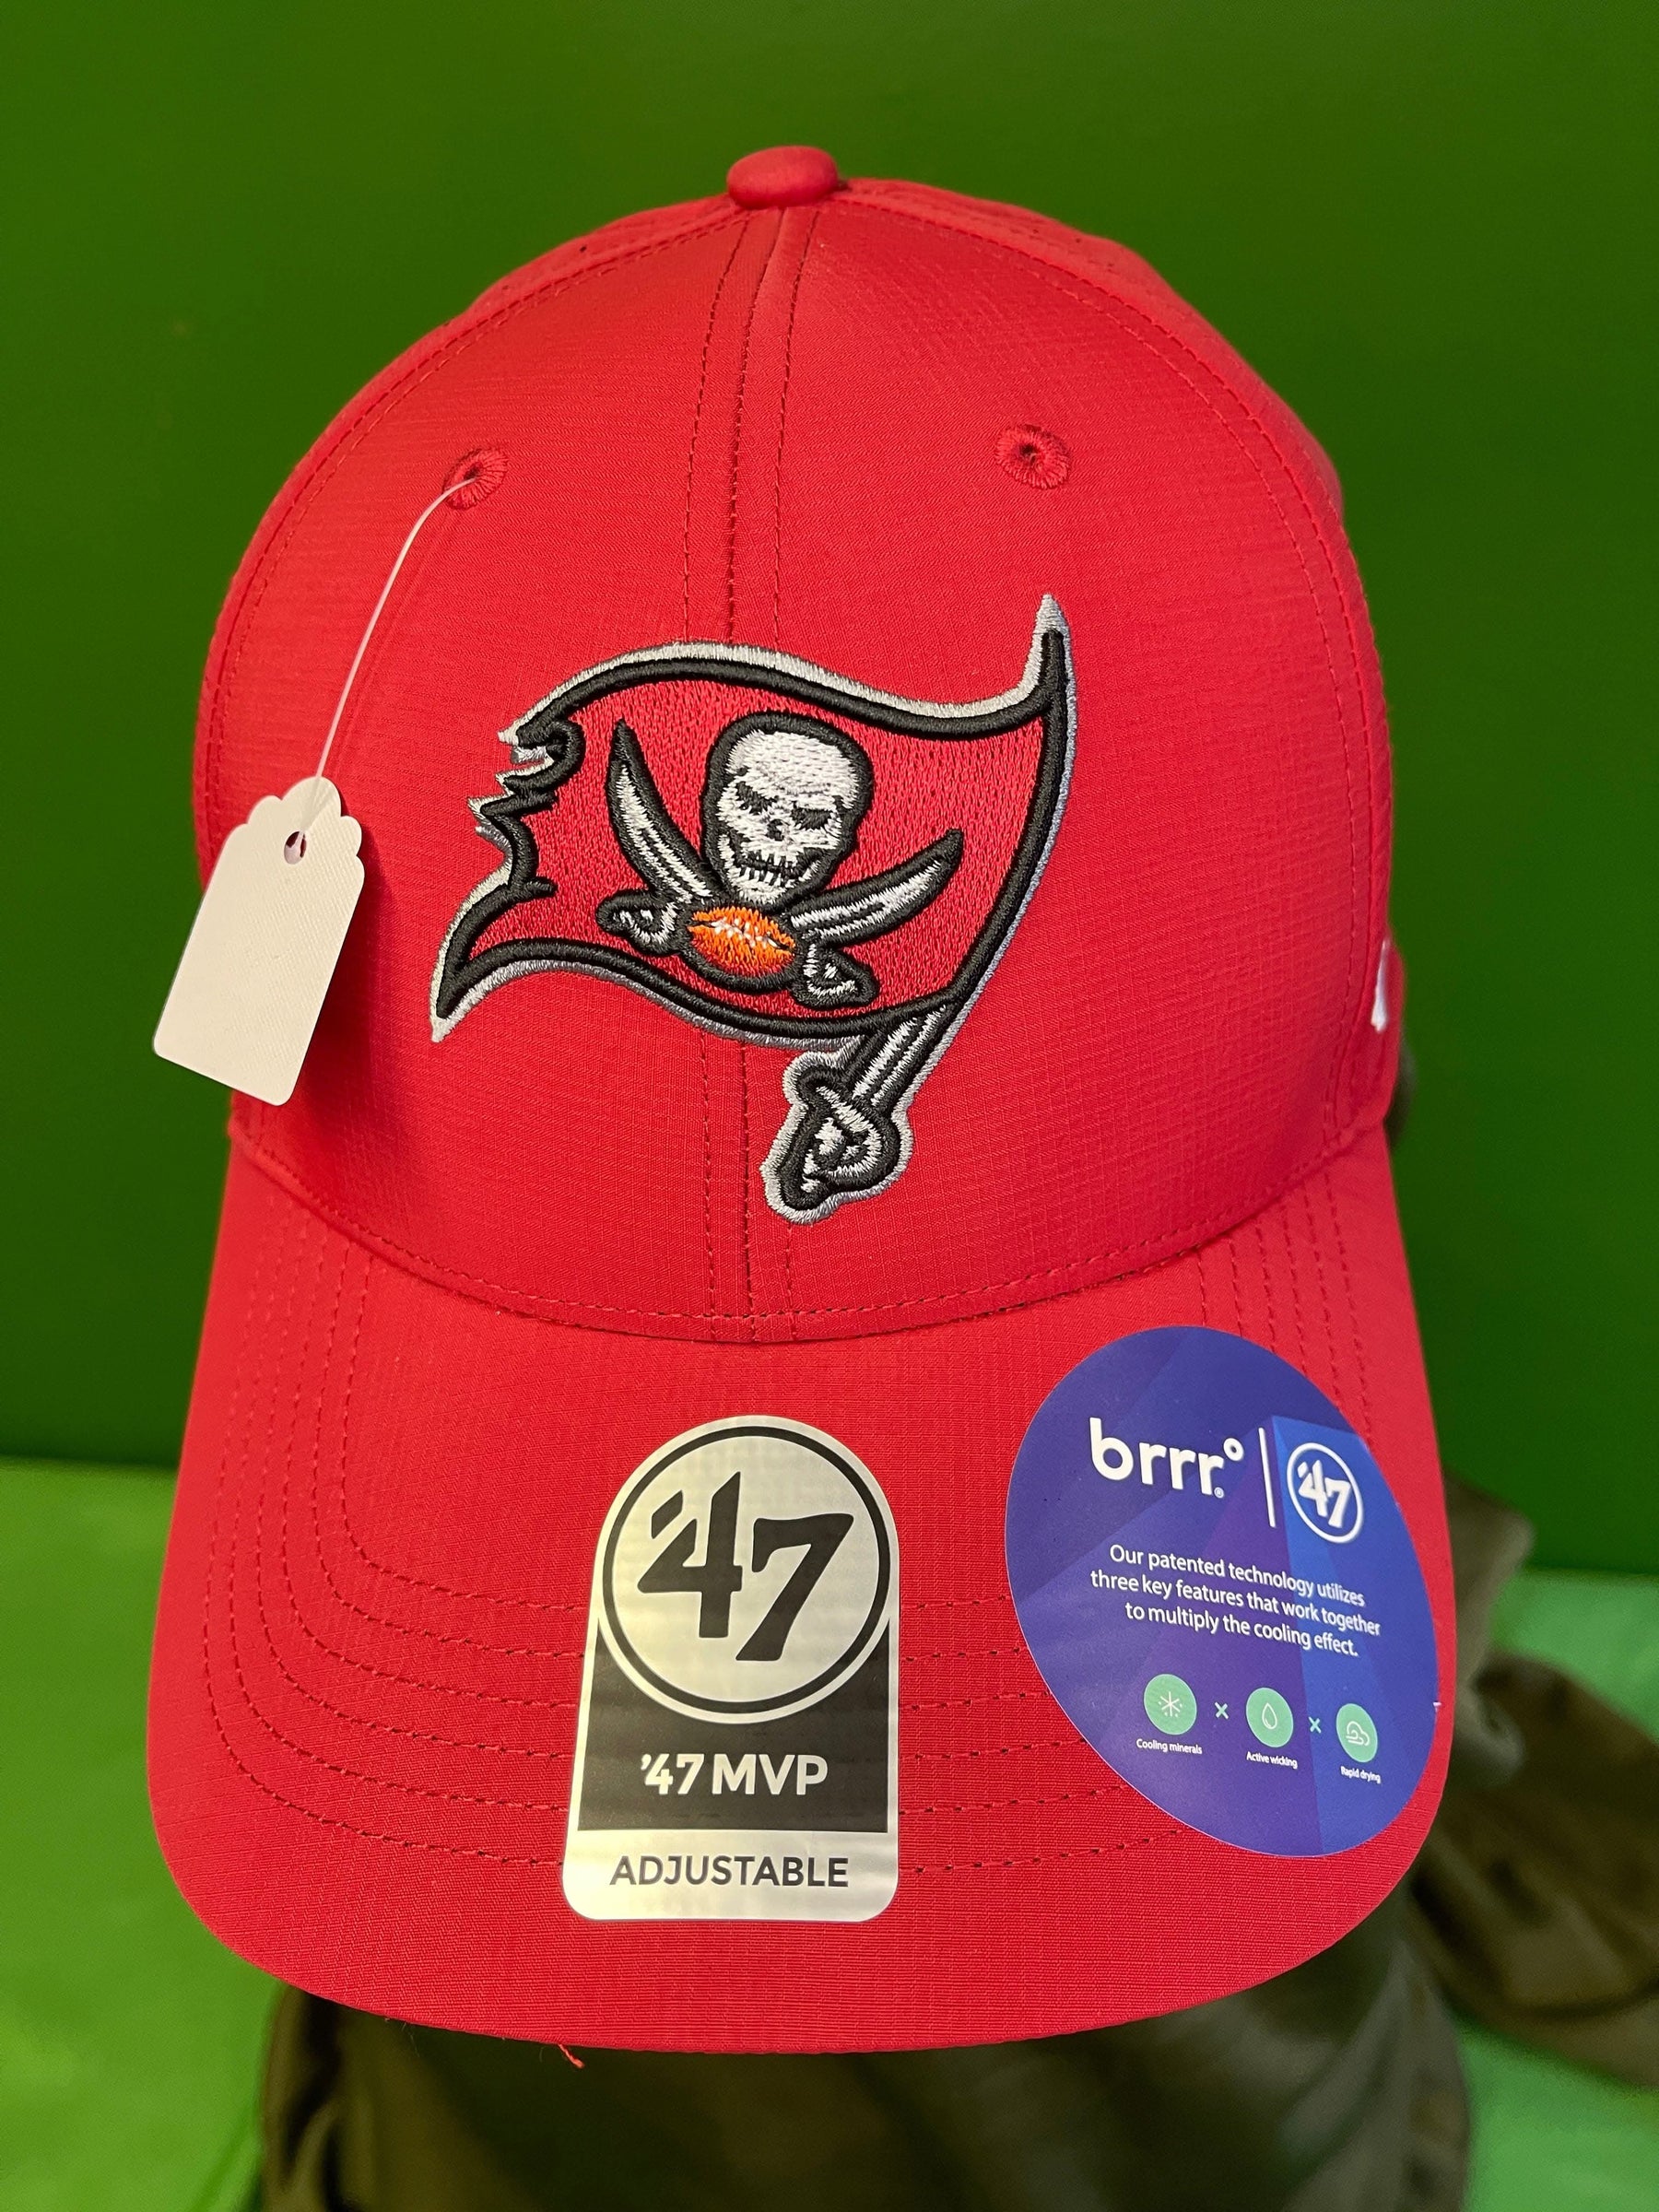 '47
'47 MVP
ADJUSTABLE
brrr°® | '47
Our patented technology utilizes
three key features that work together
to multiply the cooling effect.
Cooling minerals × Active wicking × Rapid drying